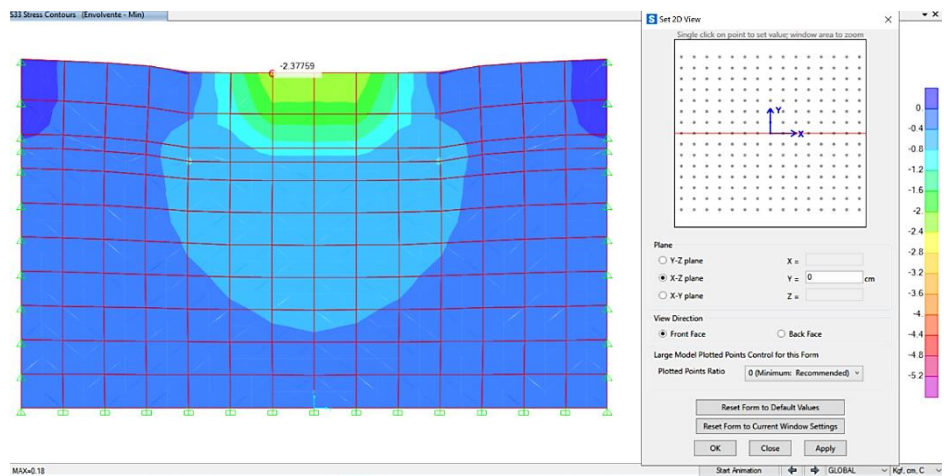 S33 Stress Contours (Envolvente - Min)
Set 2D View
Single click on point to set value; window area to zoom
-2.37759
Y
X
0.
-0.4
-0.8
-1.2
-1.6
-2.
-2.4
-2.8
-3.2
-3.6
-4.
-4.4
-4.8
-5.2
Plane
Y-Z plane X =
X-Z plane Y = 0 cm
X-Y plane Z =
View Direction
Front Face Back Face
Large Model Plotted Points Control for this Form
Plotted Points Ratio 0 (Minimum: Recommended)
Reset Form to Default Values
Reset Form to Current Window Settings
OK Close Apply
MAX=0.18 Start Animation GLOBAL Kgf, cm, C